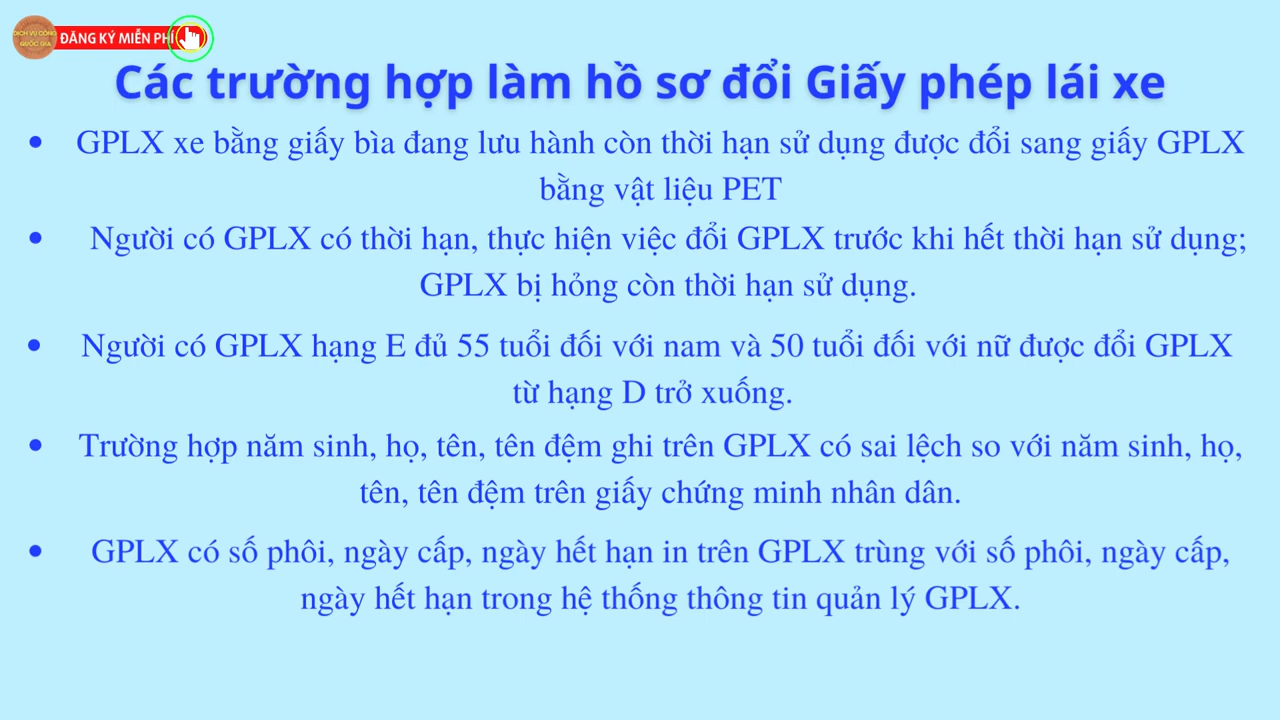 DỊCH VỤ CÔNG
QUỐC GIA
ĐĂNG KÝ MIỄN PHÍ
Các trường hợp làm hồ sơ đổi Giấy phép lái xe
• GPLX xe bằng giấy bìa đang lưu hành còn thời hạn sử dụng được đổi sang giấy GPLX
bằng vật liệu PET
• Người có GPLX có thời hạn, thực hiện việc đổi GPLX trước khi hết thời hạn sử dụng;
GPLX bị hỏng còn thời hạn sử dụng.
• Người có GPLX hạng E đủ 55 tuổi đối với nam và 50 tuổi đối với nữ được đổi GPLX
từ hạng D trở xuống.
• Trường hợp năm sinh, họ, tên, tên đệm ghi trên GPLX có sai lệch so với năm sinh, họ,
tên, tên đệm trên giấy chứng minh nhân dân.
• GPLX có số phôi, ngày cấp, ngày hết hạn in trên GPLX trùng với số phôi, ngày cấp,
ngày hết hạn trong hệ thống thông tin quản lý GPLX.